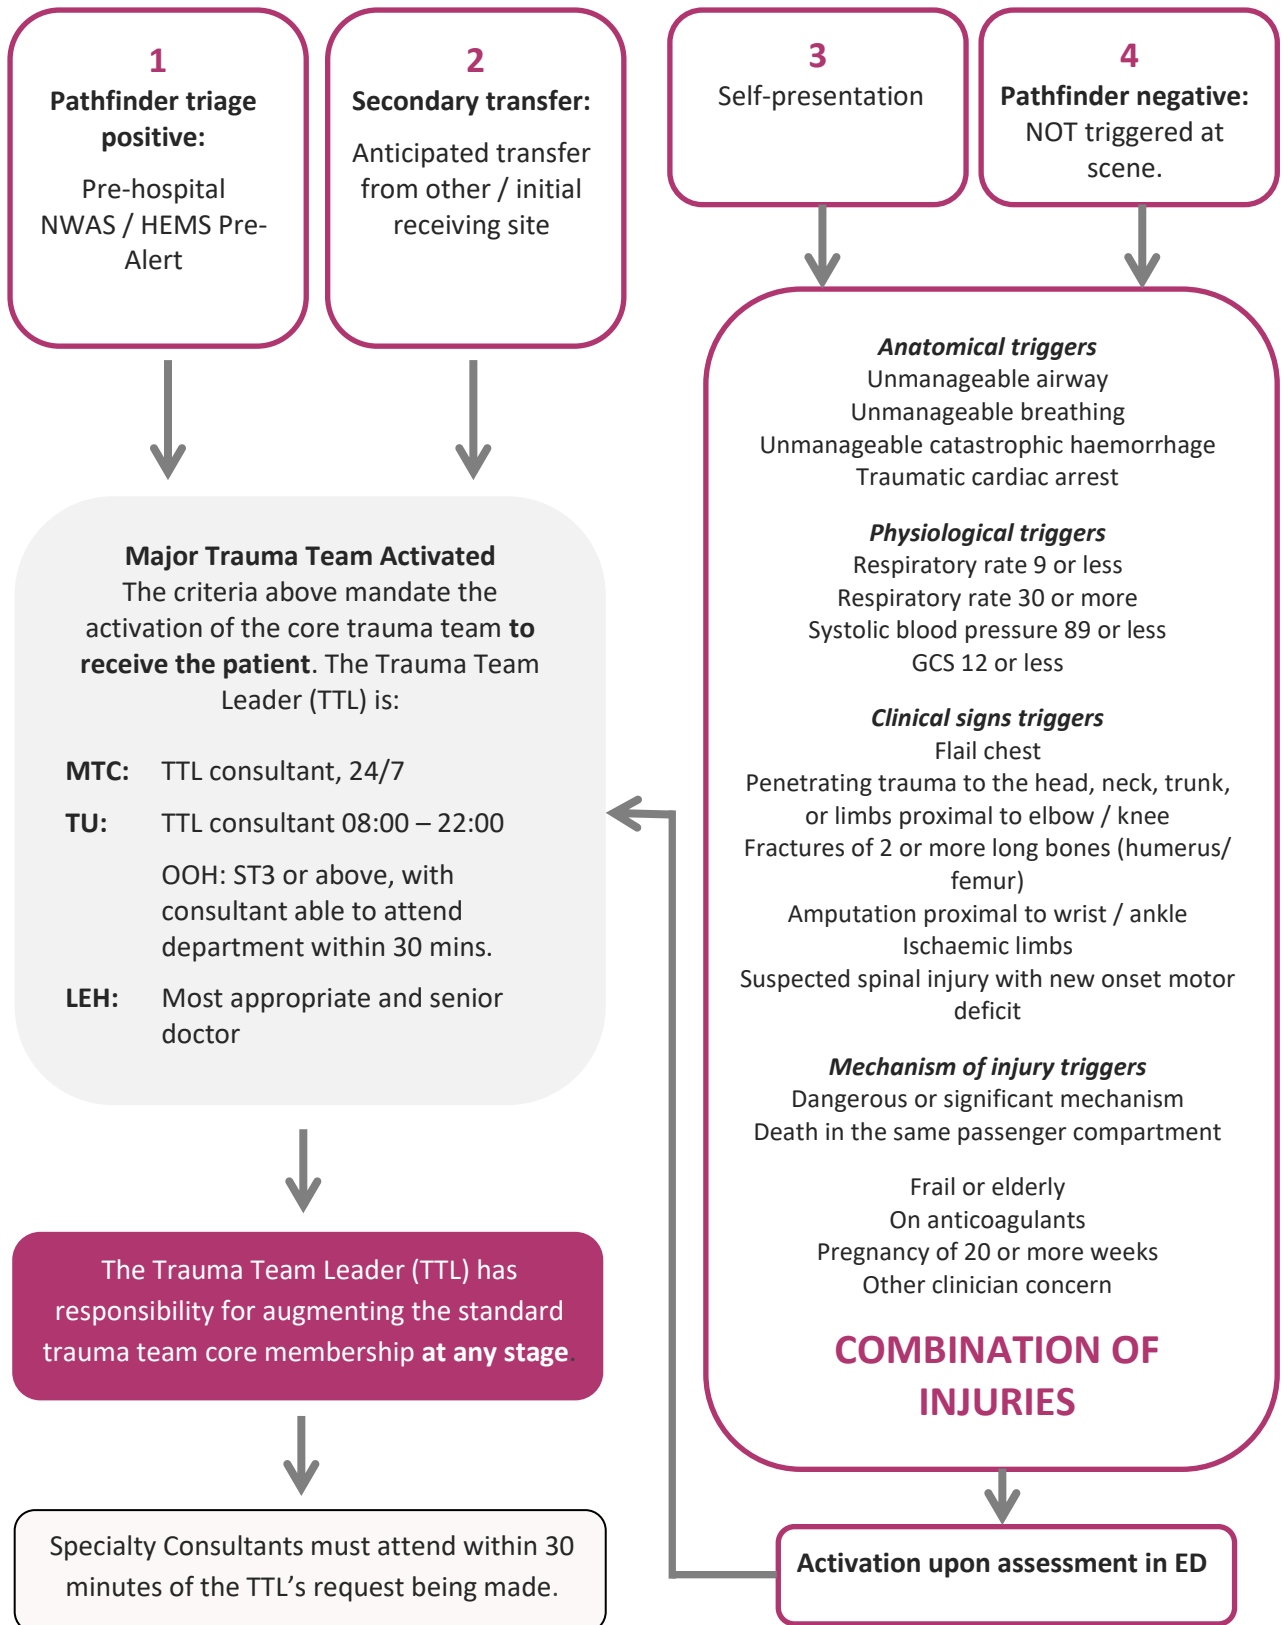 1
Pathfinder triage
positive:
Pre-hospital
NWAS / HEMS Pre-
Alert
2
Secondary transfer:
Anticipated transfer
from other / initial
receiving site
3
Self-presentation
4
Pathfinder negative:
NOT triggered at
scene.
Major Trauma Team Activated
The criteria above mandate the
activation of the core trauma team to
receive the patient. The Trauma Team
Leader (TTL) is:
MTC: TTL consultant, 24/7
TU: TTL consultant 08:00 – 22:00
OOH: ST3 or above, with
consultant able to attend
department within 30 mins.
LEH: Most appropriate and senior
doctor
The Trauma Team Leader (TTL) has
responsibility for augmenting the standard
trauma team core membership at any stage.
Specialty Consultants must attend within 30
minutes of the TTL’s request being made.
Anatomical triggers
Unmanageable airway
Unmanageable breathing
Unmanageable catastrophic haemorrhage
Traumatic cardiac arrest
Physiological triggers
Respiratory rate 9 or less
Respiratory rate 30 or more
Systolic blood pressure 89 or less
GCS 12 or less
Clinical signs triggers
Flail chest
Penetrating trauma to the head, neck, trunk,
or limbs proximal to elbow / knee
Fractures of 2 or more long bones (humerus/
femur)
Amputation proximal to wrist / ankle
Ischaemic limbs
Suspected spinal injury with new onset motor
deficit
Mechanism of injury triggers
Dangerous or significant mechanism
Death in the same passenger compartment
Frail or elderly
On anticoagulants
Pregnancy of 20 or more weeks
Other clinician concern
COMBINATION OF
INJURIES
Activation upon assessment in ED